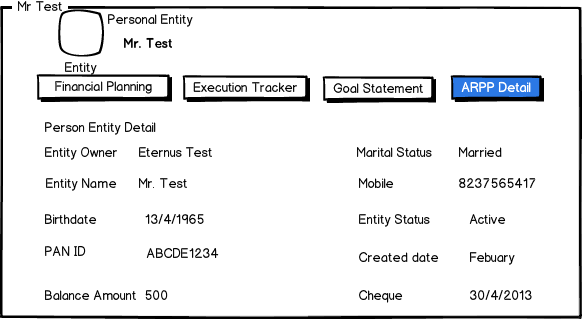 Mr Test
Personal Entity
Mr. Test
Entity
Financial Planning Execution Tracker Goal Statement ARPP Detail
Person Entity Detail
Entity Owner Eternus Test Marital Status Married
Entity Name Mr. Test Mobile 8237565417
Birthdate 13/4/1965 Entity Status Active
PAN ID ABCDE1234 Created date Febuary
Balance Amount 500 Cheque 30/4/2013